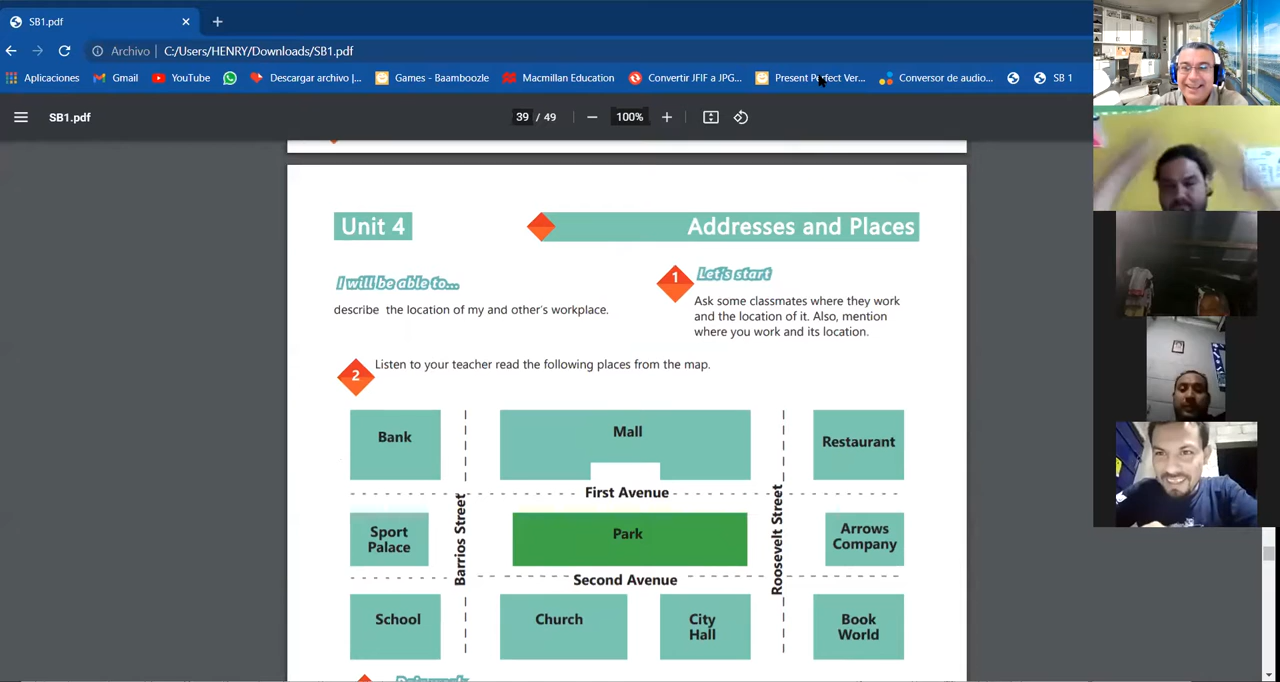 SB1.pdf
Archivo
C:/Users/HENRY/Downloads/SB1.pdf
Aplicaciones
Gmail
YouTube
Descargar archivo |...
Games - Baamboozle
Macmillan Education
Convertir JFIF a JPG...
Present Perfect Ver...
Conversor de audio...
SB 1
SB1.pdf
39 / 49
100%
Unit 4
Addresses and Places
I will be able to...
describe the location of my and other's workplace.
1
Let's start
Ask some classmates where they work
and the location of it. Also, mention
where you work and its location.
2
Listen to your teacher read the following places from the map.
Bank
Mall
Restaurant
First Avenue
Sport
Palace
Barrios Street
Park
Roosevelt Street
Arrows
Company
Second Avenue
School
Church
City
Hall
Book
World